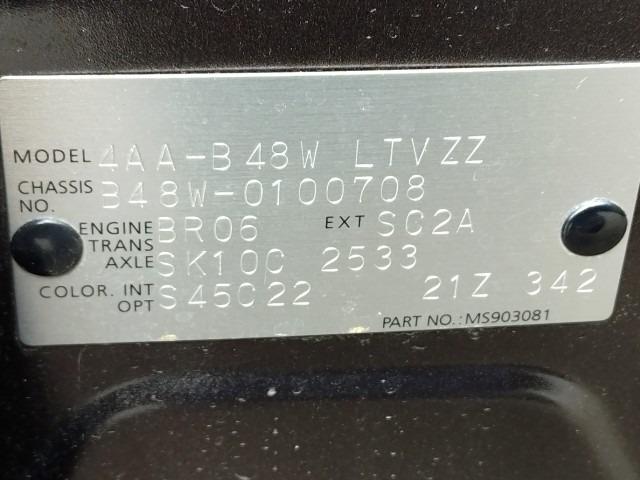 MODEL 4AA-B48W LTVZZ
CHASSIS NO. B48W-0100708
ENGINE BR06 EXT SC2A
TRANS AXLE SK10C 2533
COLOR. INT OPT S45C22 21Z 342
PART NO.: MS903081